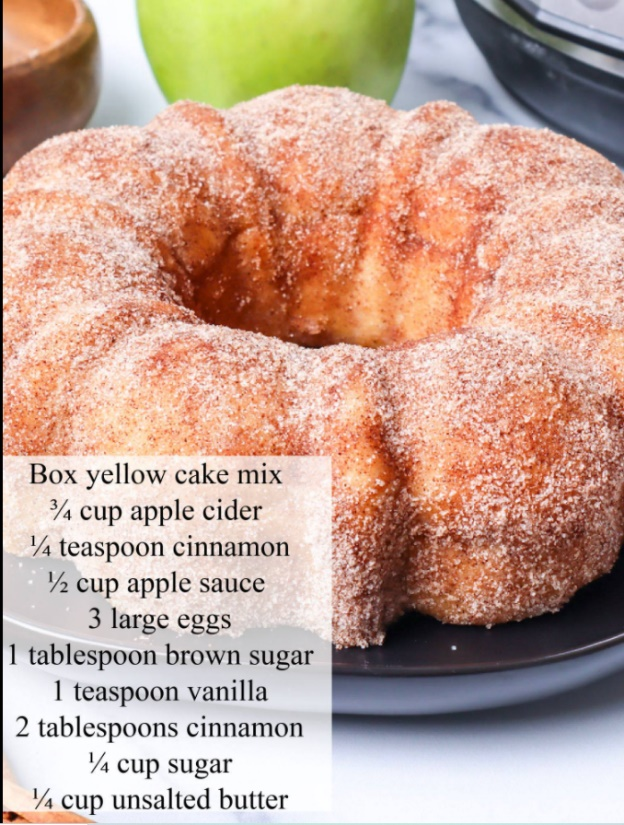 Box yellow cake mix
¾ cup apple cider
¼ teaspoon cinnamon
½ cup apple sauce
3 large eggs
1 tablespoon brown sugar
1 teaspoon vanilla
2 tablespoons cinnamon
¼ cup sugar
¼ cup unsalted butter